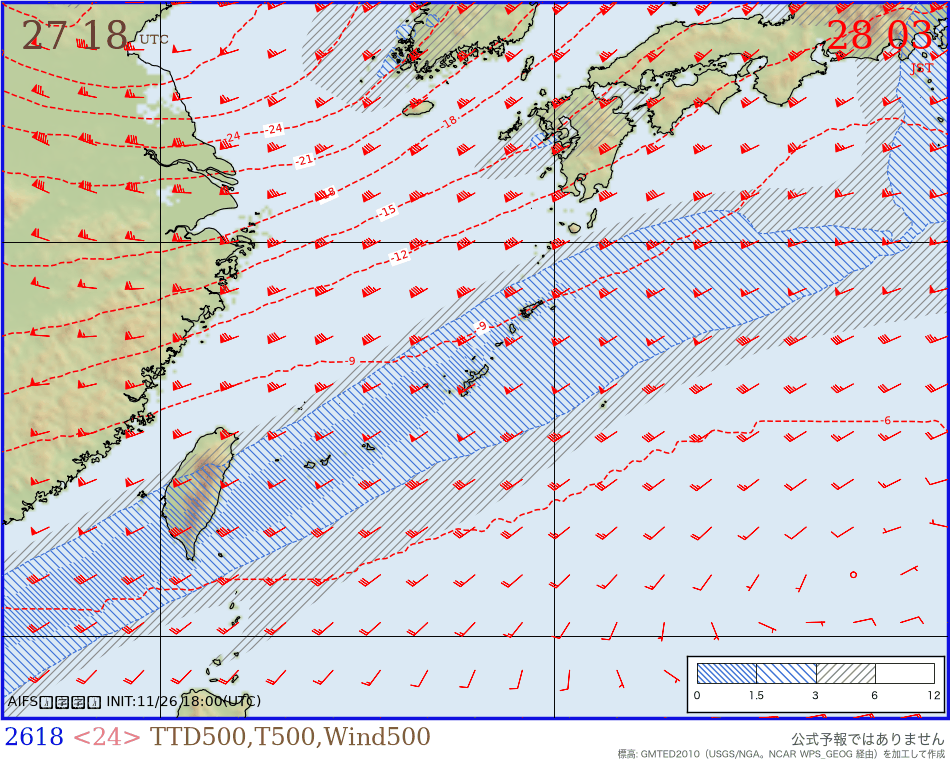 27 18 UTC
28 03 JST
-24
-24
-21
-18
-18
-15
-12
-9
-9
-6
0 1.5 3 6 12
AIFS INIT:11/26 18:00(UTC)
2618 <24> TTD500,T500,Wind500
公式予報ではありません
標高: GMTED2010（USGS/NGA。NCAR WPS_GEOG 経由）を加工して作成